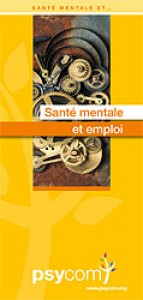 SANTÉ MENTALE ET...
Santé mentale
et emploi
psycom
www.psycom.org